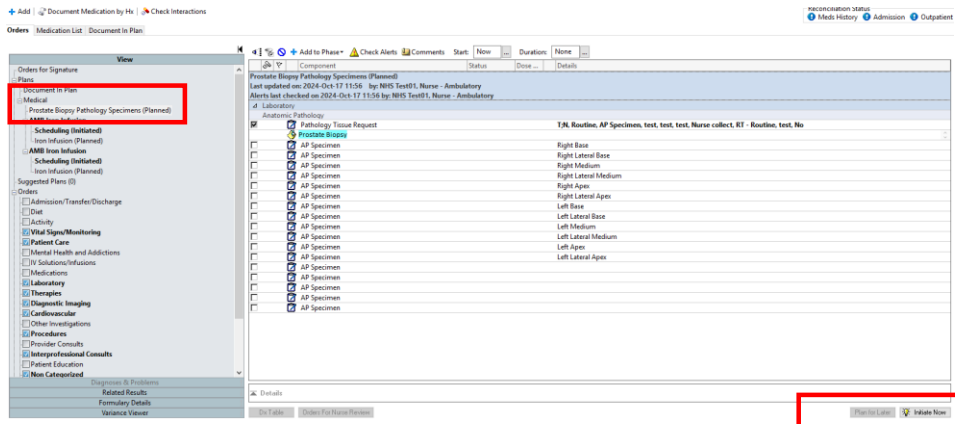 + Add Document Medication by Hx Check Interactions
Reconciliation Status
Meds History Admission Outpatient
Orders Medication List Document In Plan
View
Orders for Signature
Plans
Document In Plan
Medical
Prostate Biopsy Pathology Specimens (Planned)
AMB Iron Infusion
Scheduling (Initiated)
Iron Infusion (Planned)
AMB Iron Infusion
Scheduling (Initiated)
Iron Infusion (Planned)
Suggested Plans (0)
Orders
Admission/Transfer/Discharge
Diet
Activity
Vital Signs/Monitoring
Patient Care
Mental Health and Addictions
IV Solutions/Infusions
Medications
Laboratory
Therapies
Diagnostic Imaging
Cardiovascular
Other Investigations
Procedures
Provider Consults
Interprofessional Consults
Patient Education
Non Categorized
Diagnoses & Problems
Related Results
Formulary Details
Variance Viewer
+ Add to Phase Check Alerts Comments Start: Now ... Duration: None ...
Component Status Dose ... Details
Prostate Biopsy Pathology Specimens (Planned)
Last updated on: 2024-Oct-17 11:56 by: NHS Test01, Nurse - Ambulatory
Alerts last checked on 2024-Oct-17 11:56 by: NHS Test01, Nurse - Ambulatory
Laboratory
Anatomic Pathology
Pathology Tissue Request T;N, Routine, AP Specimen, test, test, test, Nurse collect, RT - Routine, test, No
Prostate Biopsy
AP Specimen Right Base
AP Specimen Right Lateral Base
AP Specimen Right Medium
AP Specimen Right Lateral Medium
AP Specimen Right Apex
AP Specimen Right Lateral Apex
AP Specimen Left Base
AP Specimen Left Lateral Base
AP Specimen Left Medium
AP Specimen Left Lateral Medium
AP Specimen Left Apex
AP Specimen Left Lateral Apex
AP Specimen
AP Specimen
AP Specimen
AP Specimen
AP Specimen
Details
Dx Table Orders For Nurse Review Plan for Later Initiate Now